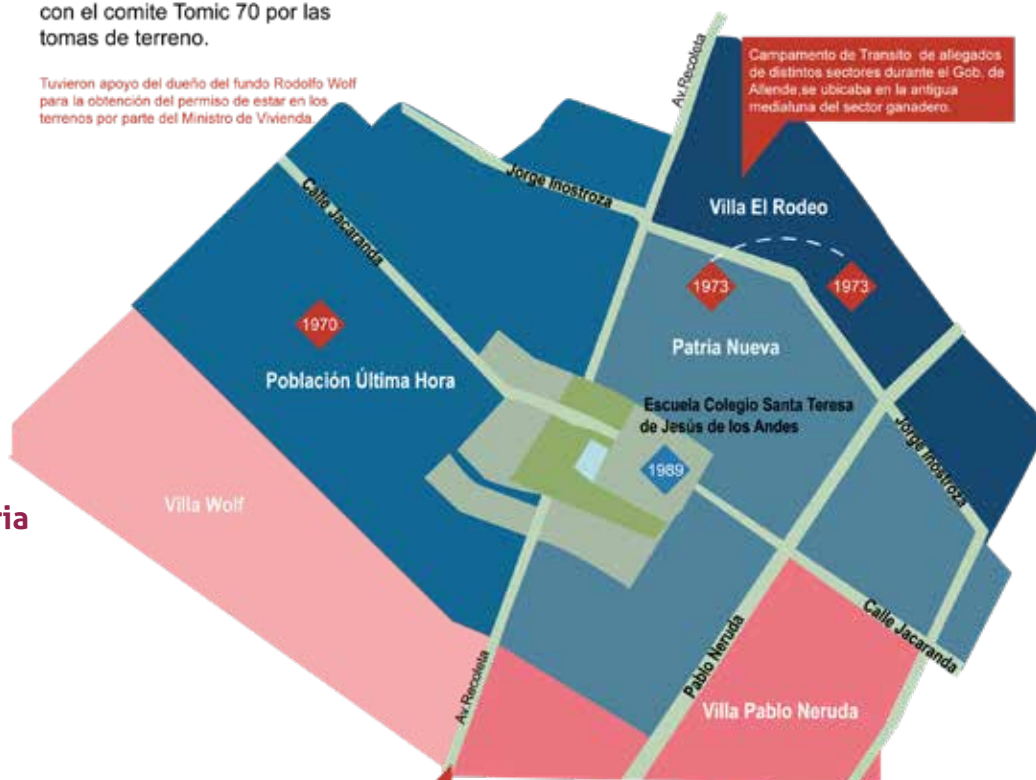 con el comite Tomic 70 por las
tomas de terreno.
Tuvieron apoyo del dueño del fundo Rodolfo Wolf
para la obtención del permiso de estar en los
terrenos por parte del Ministro de Vivienda.
Av.Recoleta
Campamento de Transito de allegados
de distintos sectores durante el Gob. de
Allende,se ubicaba en la antigua
medialuna del sector ganadero.
Jorge Inostroza
Calle Jacaranda
Villa El Rodeo
1973
1973
1970
Patria Nueva
Población Última Hora
Escuela Colegio Santa Teresa
de Jesús de los Andes
1989
Jorge Inostroza
Villa Wolf
ria
Calle Jacaranda
Pablo Neruda
Av.Recoleta
Villa Pablo Neruda